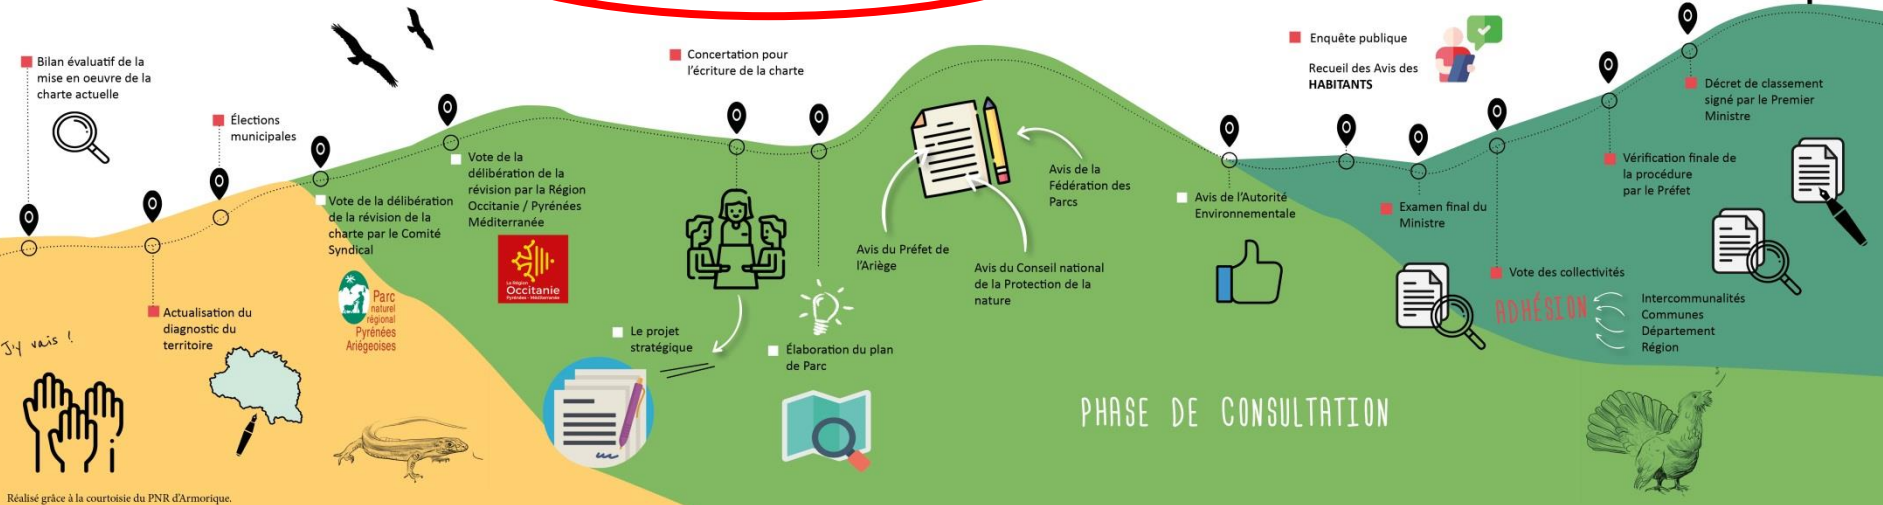 Bilan évaluatif de la
mise en oeuvre de la
charte actuelle
Élections
municipales
Actualisation du
diagnostic du
territoire
J'y vais !
Vote de la délibération
de la révision de la
charte par le Comité
Syndical
Parc
naturel
régional
Pyrénées
Ariégeoises
Vote de la
délibération de la
révision par la Région
Occitanie / Pyrénées
Méditerranée
La Région
Occitanie
Pyrénées - Méditerranée
Concertation pour
l'écriture de la charte
Le projet
stratégique
Élaboration du plan
de Parc
Avis du Préfet de
l'Ariège
Avis du Conseil national
de la Protection de la
nature
Avis de la
Fédération des
Parcs
Avis de l'Autorité
Environnementale
PHASE DE CONSULTATION
Enquête publique
Recueil des Avis des
HABITANTS
Examen final du
Ministre
Vote des collectivités
ADHÉSION
Intercommunalités
Communes
Département
Région
Vérification finale de
la procédure
par le Préfet
Décret de classement
signé par le Premier
Ministre
Réalisé grâce à la courtoisie du PNR d'Armorique.